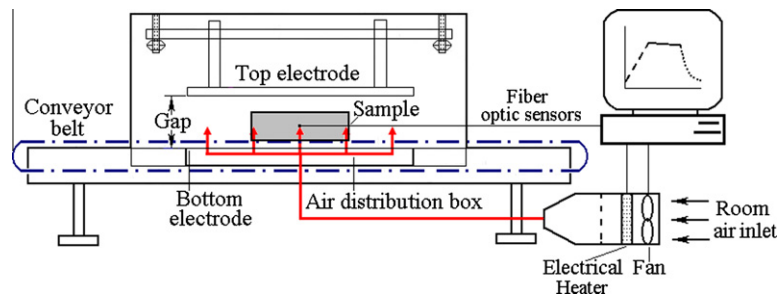 Top electrode
Conveyor
belt
Gap
Sample
Fiber
optic sensors
Bottom
electrode
Air distribution box
Room
air inlet
Electrical
Heater
Fan